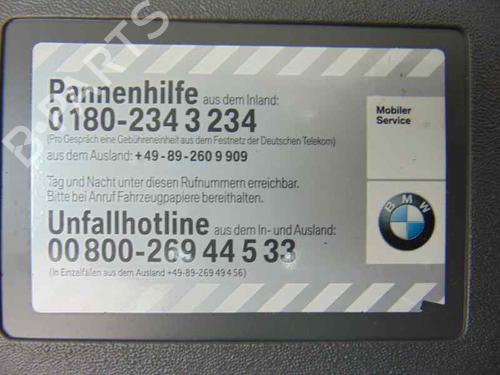 Pannenhilfe aus dem Inland:
0180-234 3 234
(Pro Gespräch eine Gebühreneinheit aus dem Festnetz der Deutschen Telekom)
aus dem Ausland: +49-89-260 9 909
Tag und Nacht unter diesen Rufnummern erreichbar.
Bitte bei Anruf Fahrzeugpapiere bereithalten.
Unfallhotline aus dem In- und Ausland:
00 800-269 44 5 33
(In Einzelfällen aus dem Ausland +49-89-269 494 56)
Mobiler
Service
BMW
B-PARTS